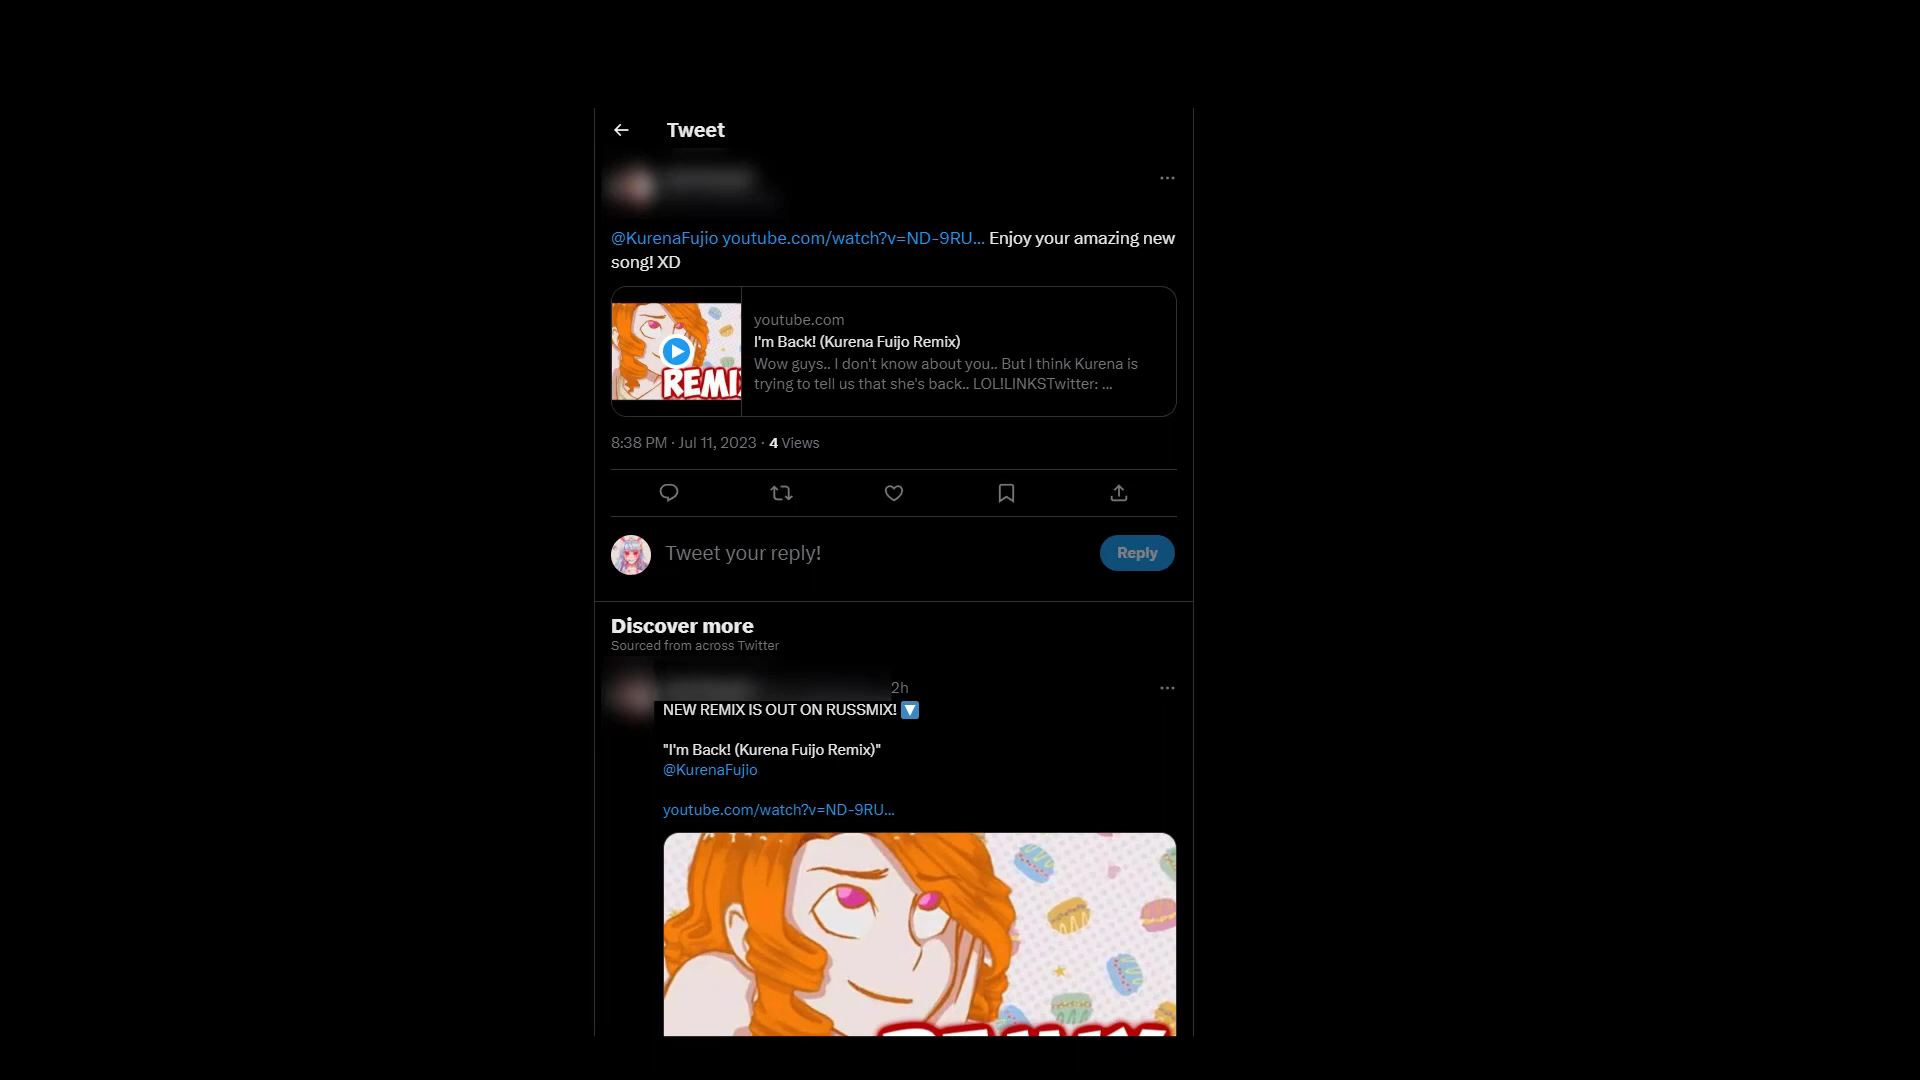 Tweet
@KurenaFujio youtube.com/watch?v=ND-9RU... Enjoy your amazing new
song! XD
youtube.com
I'm Back! (Kurena Fuijo Remix)
Wow guys.. I don't know about you.. But I think Kurena is
trying to tell us that she's back.. LOL!LINKSTwitter: ...
REMI
8:38 PM · Jul 11, 2023 · 4 Views
Tweet your reply!
Reply
Discover more
Sourced from across Twitter
2h
NEW REMIX IS OUT ON RUSSMIX!
"I'm Back! (Kurena Fuijo Remix)"
@KurenaFujio
youtube.com/watch?v=ND-9RU...